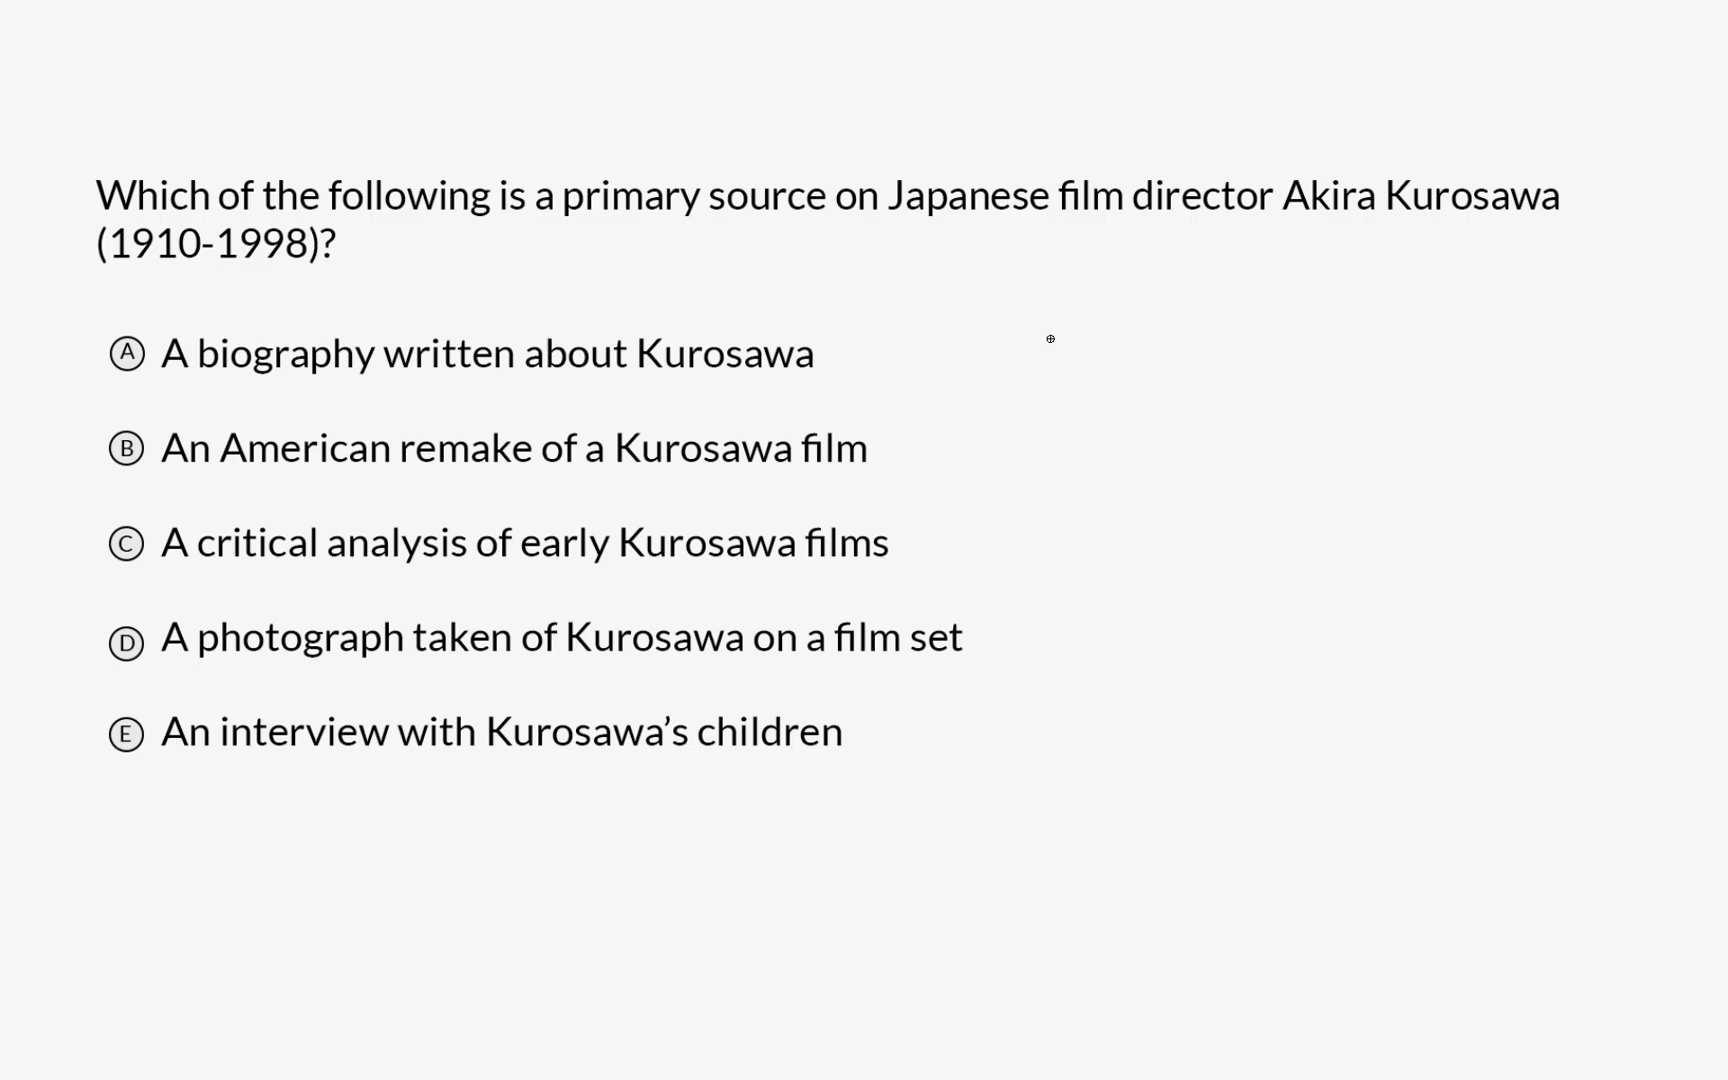 Which of the following is a primary source on Japanese film director Akira Kurosawa
(1910-1998)?
A A biography written about Kurosawa
B An American remake of a Kurosawa film
C A critical analysis of early Kurosawa films
D A photograph taken of Kurosawa on a film set
E An interview with Kurosawa’s children